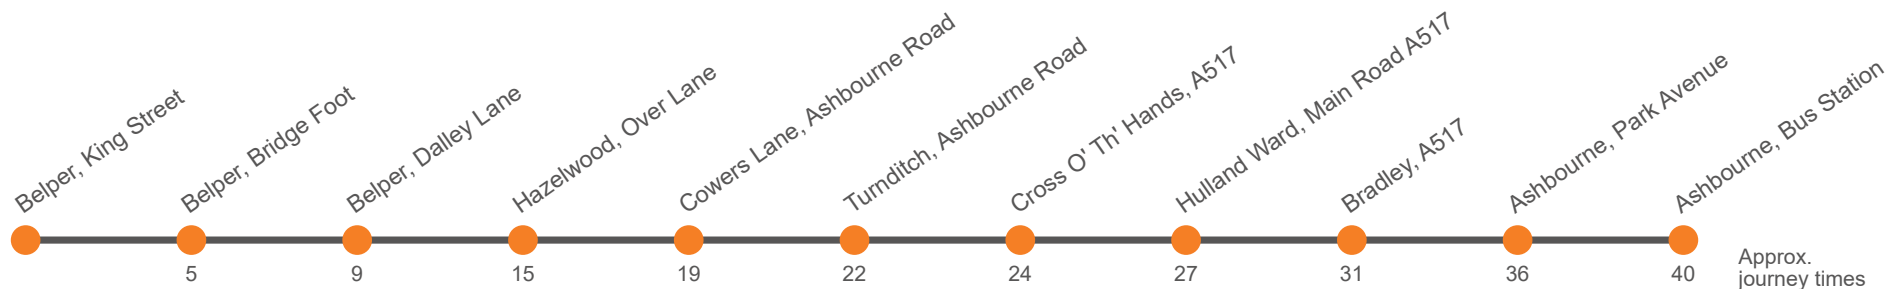 Belper, King Street
Belper, Bridge Foot
Belper, Dalley Lane
Hazelwood, Over Lane
Cowers Lane, Ashbourne Road
Turnditch, Ashbourne Road
Cross O' Th' Hands, A517
Hulland Ward, Main Road A517
Bradley, A517
Ashbourne, Park Avenue
Ashbourne, Bus Station
5 9 15 19 22 24 27 31 36 40
Approx.
journey times